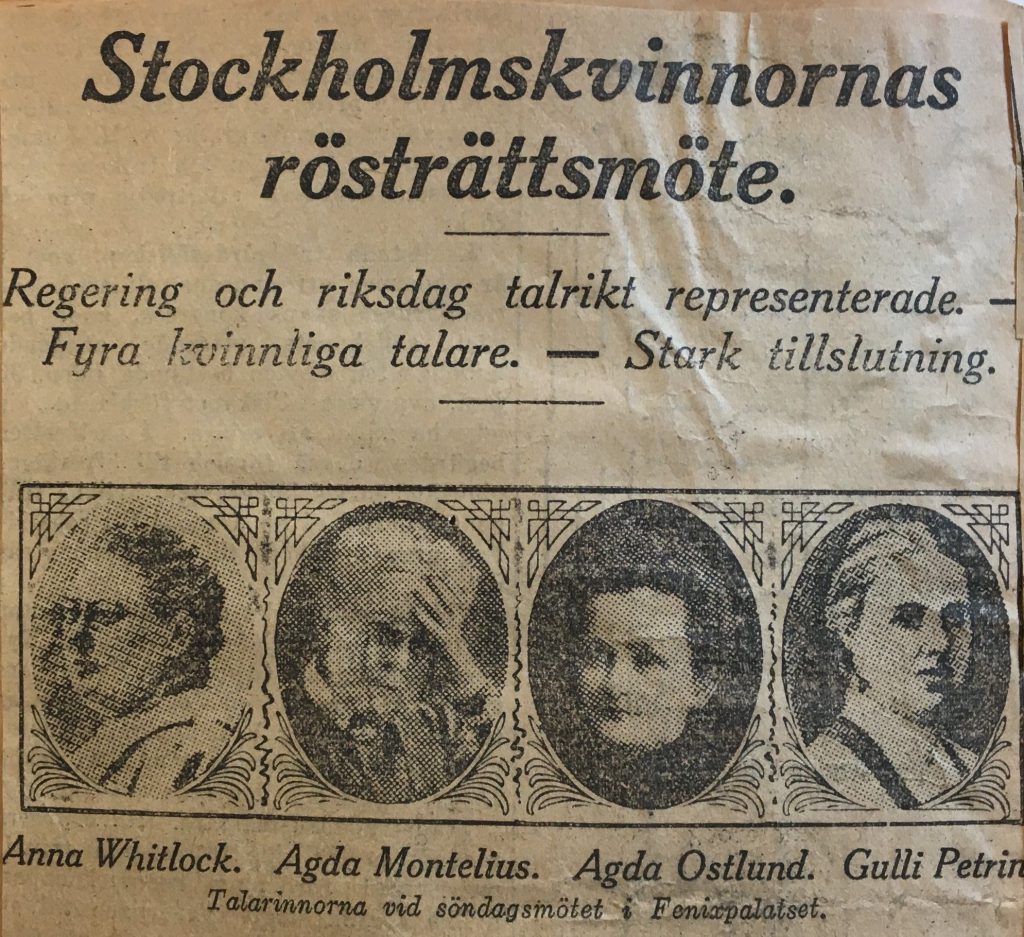 Stockholmskvinnornas
rösträttsmöte.
Regering och riksdag talrikt representerade. —
Fyra kvinnliga talare. — Stark tillslutning.
Anna Whitlock. Agda Montelius. Agda Ostlund. Gulli Petrin
Talarinnorna vid söndagsmötet i Fenixpalatset.